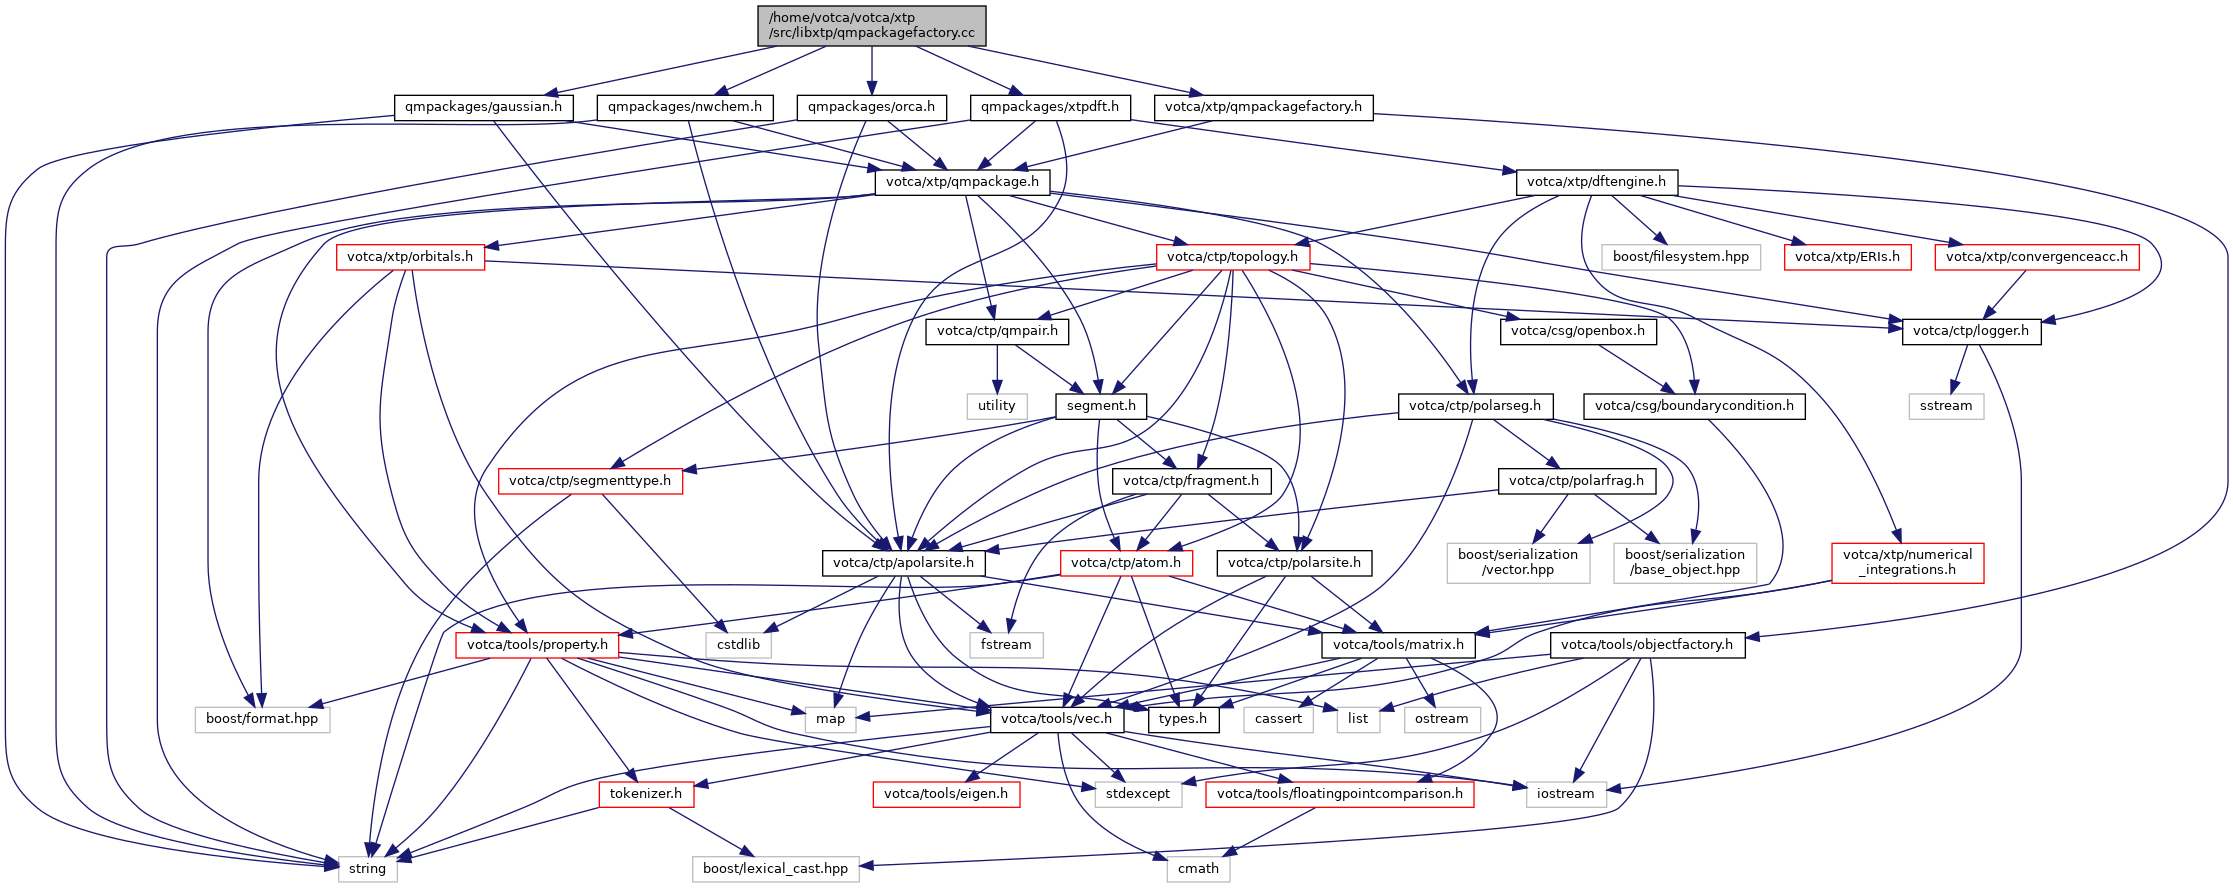 /home/votca/votca/xtp
/src/libxtp/qmpackagefactory.cc
qmpackages/gaussian.h
qmpackages/nwchem.h
qmpackages/orca.h
qmpackages/xtpdft.h
votca/xtp/qmpackagefactory.h
votca/xtp/qmpackage.h
votca/xtp/dftengine.h
votca/xtp/orbitals.h
votca/ctp/topology.h
boost/filesystem.hpp
votca/xtp/ERIs.h
votca/xtp/convergenceacc.h
votca/ctp/qmpair.h
votca/csg/openbox.h
votca/ctp/logger.h
utility
segment.h
votca/ctp/polarseg.h
votca/csg/boundarycondition.h
sstream
votca/ctp/segmenttype.h
votca/ctp/fragment.h
votca/ctp/polarfrag.h
votca/ctp/apolarsite.h
votca/ctp/atom.h
votca/ctp/polarsite.h
boost/serialization
/vector.hpp
boost/serialization
/base_object.hpp
votca/xtp/numerical
_integrations.h
votca/tools/property.h
cstdlib
fstream
votca/tools/matrix.h
votca/tools/objectfactory.h
boost/format.hpp
map
votca/tools/vec.h
types.h
cassert
list
ostream
tokenizer.h
votca/tools/eigen.h
stdexcept
votca/tools/floatingpointcomparison.h
iostream
string
boost/lexical_cast.hpp
cmath